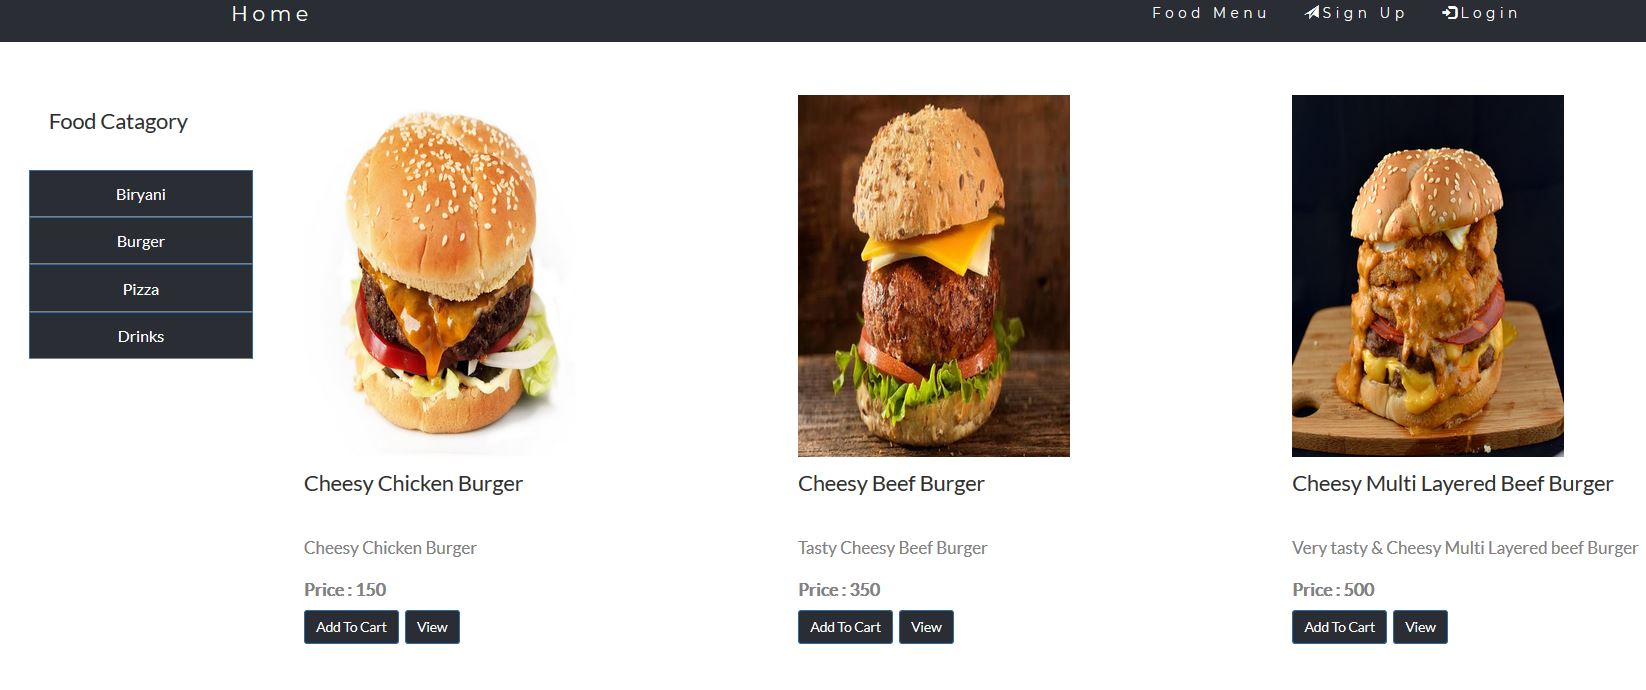 Home
Food Menu
Sign Up
Login
Food Catagory
Biryani
Burger
Pizza
Drinks
Cheesy Chicken Burger
Cheesy Chicken Burger
Price : 150
Add To Cart
View
Cheesy Beef Burger
Tasty Cheesy Beef Burger
Price : 350
Add To Cart
View
Cheesy Multi Layered Beef Burger
Very tasty & Cheesy Multi Layered beef Burger
Price : 500
Add To Cart
View